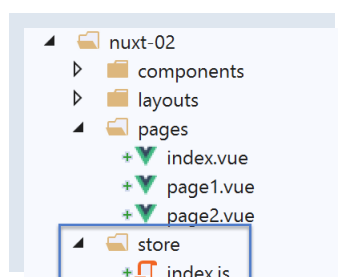 nuxt-02
components
layouts
pages
index.vue
page1.vue
page2.vue
store
index.js